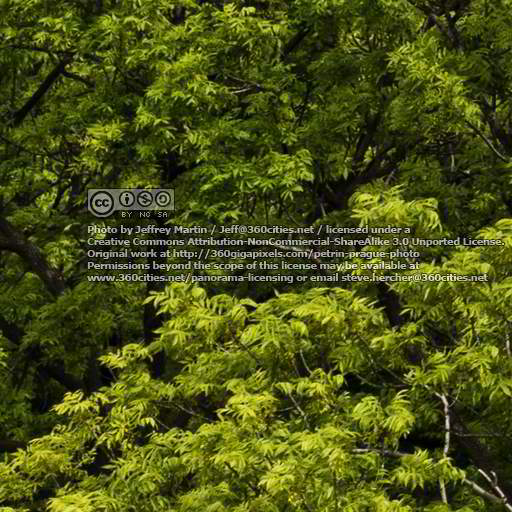 cc
BY NC SA
Photo by Jeffrey Martin / Jeff@360cities.net / licensed under a
Creative Commons Attribution-NonCommercial-ShareAlike 3.0 Unported License.
Original work at http://360gigapixels.com/petrin-prague-photo
Permissions beyond the scope of this license may be available at
www.360cities.net/panorama-licensing or email steve.hercher@360cities.net